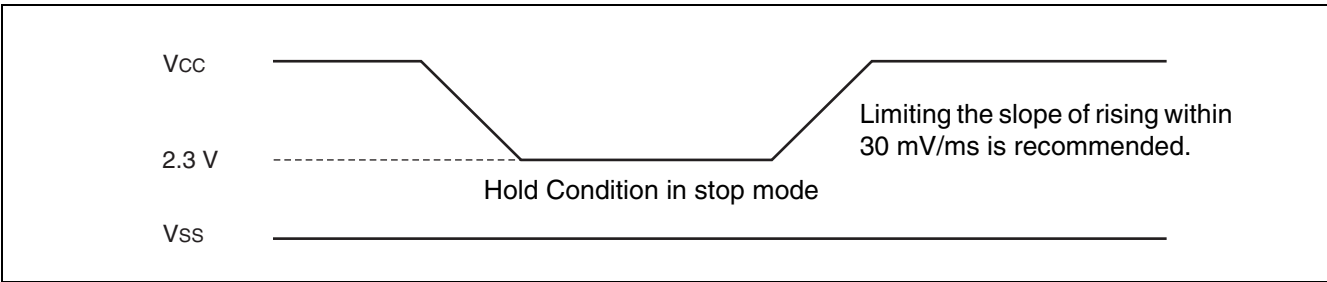 Vcc
Limiting the slope of rising within
30 mV/ms is recommended.
2.3 V
Hold Condition in stop mode
Vss